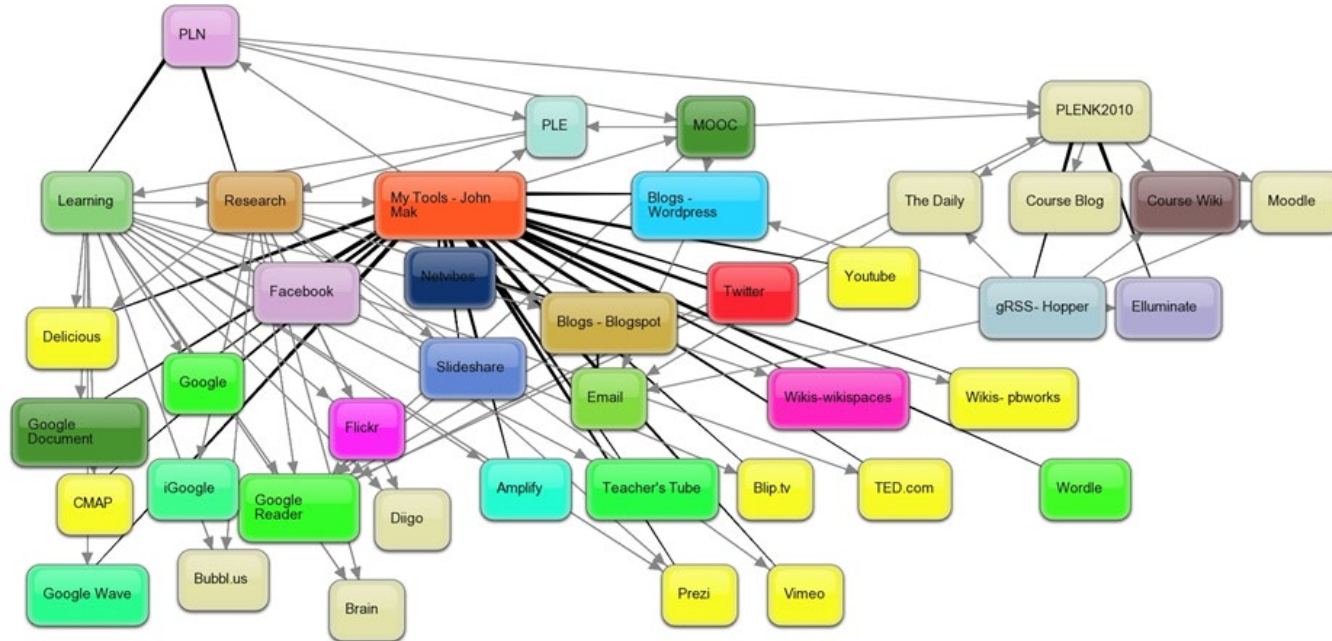 PLN
PLE
MOOC
PLENK2010
Learning
Research
My Tools - John
Mak
Blogs -
Wordpress
The Daily
Course Blog
Course Wiki
Moodle
Facebook
Netvibes
Twitter
Youtube
gRSS- Hopper
Elluminate
Delicious
Blogs - Blogspot
Google
Slideshare
Email
Wikis-wikispaces
Wikis- pbworks
Google
Document
Flickr
CMAP
iGoogle
Google
Reader
Diigo
Amplify
Teacher's Tube
Blip.tv
TED.com
Wordle
Google Wave
Bubbl.us
Brain
Prezi
Vimeo